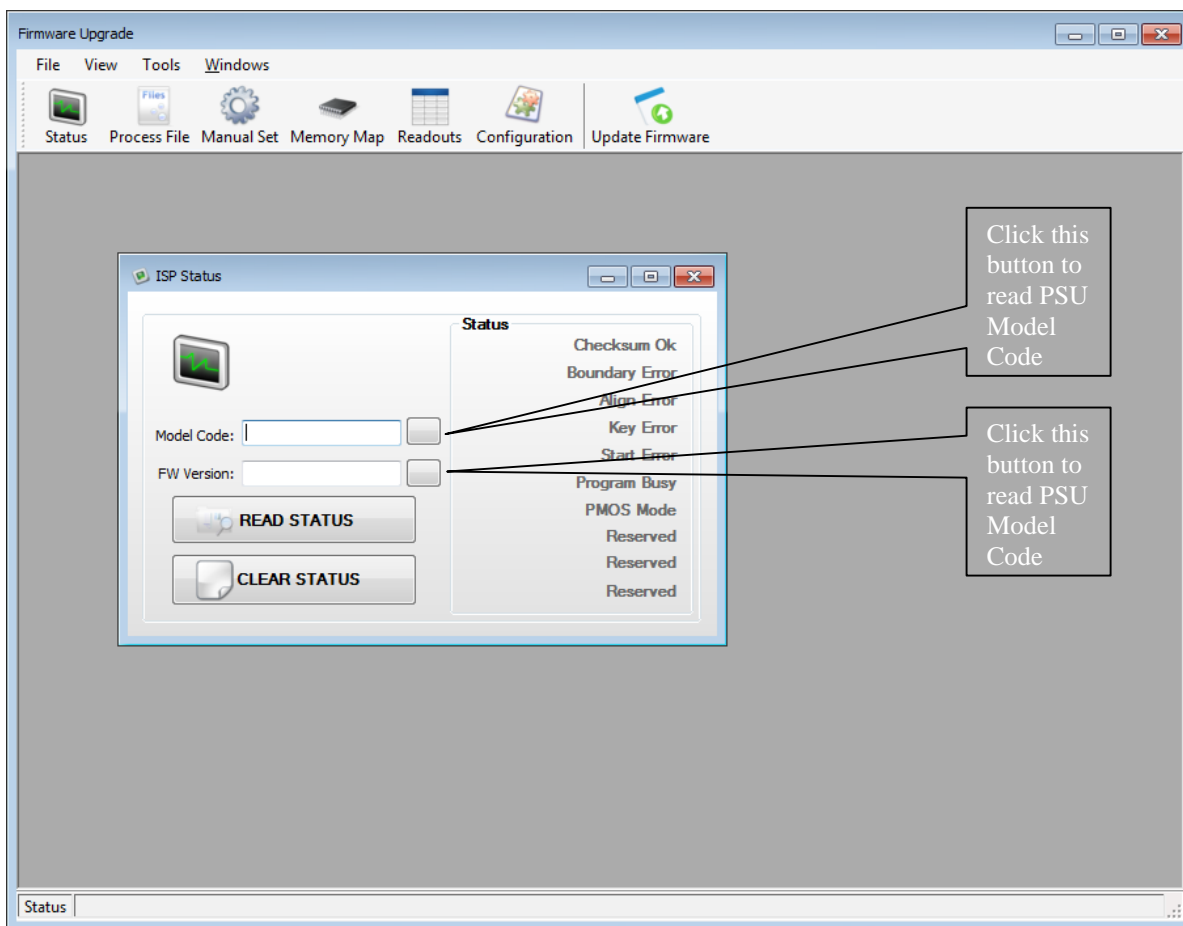 Firmware Upgrade
File View Tools Windows
Files
Status Process File Manual Set Memory Map Readouts Configuration Update Firmware
ISP Status
Model Code:
FW Version:
READ STATUS
CLEAR STATUS
Status
Checksum Ok
Boundary Error
Align Error
Key Error
Start Error
Program Busy
PMOS Mode
Reserved
Reserved
Reserved
Click this
button to
read PSU
Model
Code
Click this
button to
read PSU
Model
Code
Status